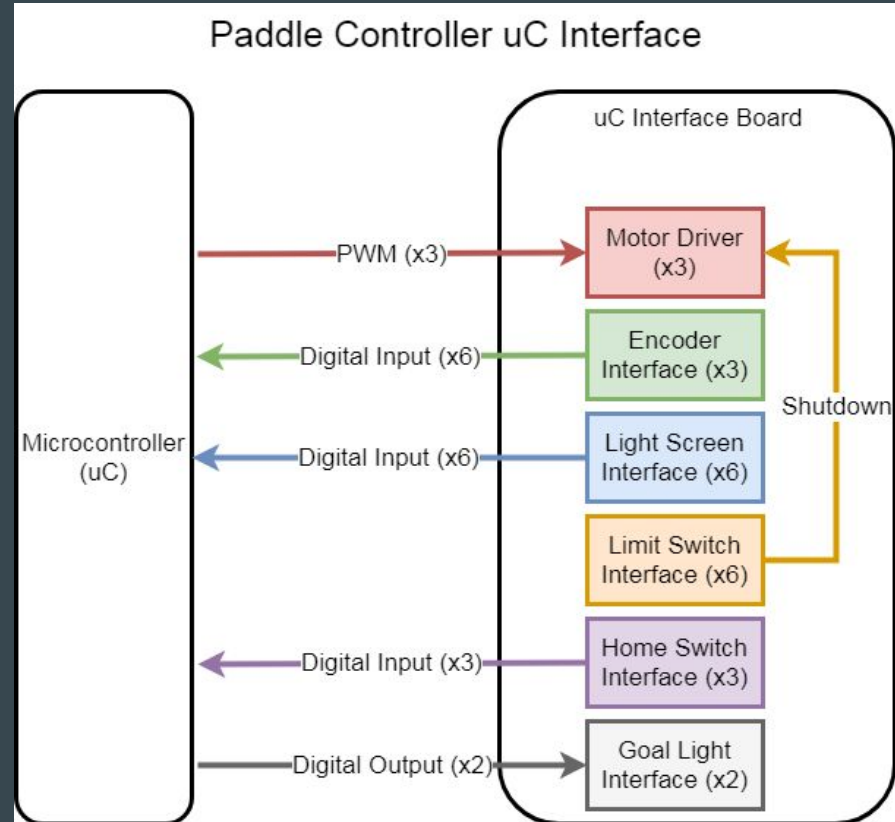 Paddle Controller uC Interface
uC Interface Board
Microcontroller
(uC)
PWM (x3)
Motor Driver
(x3)
Digital Input (x6)
Encoder
Interface (x3)
Shutdown
Digital Input (x6)
Light Screen
Interface (x6)
Limit Switch
Interface (x6)
Digital Input (x3)
Home Switch
Interface (x3)
Digital Output (x2)
Goal Light
Interface (x2)